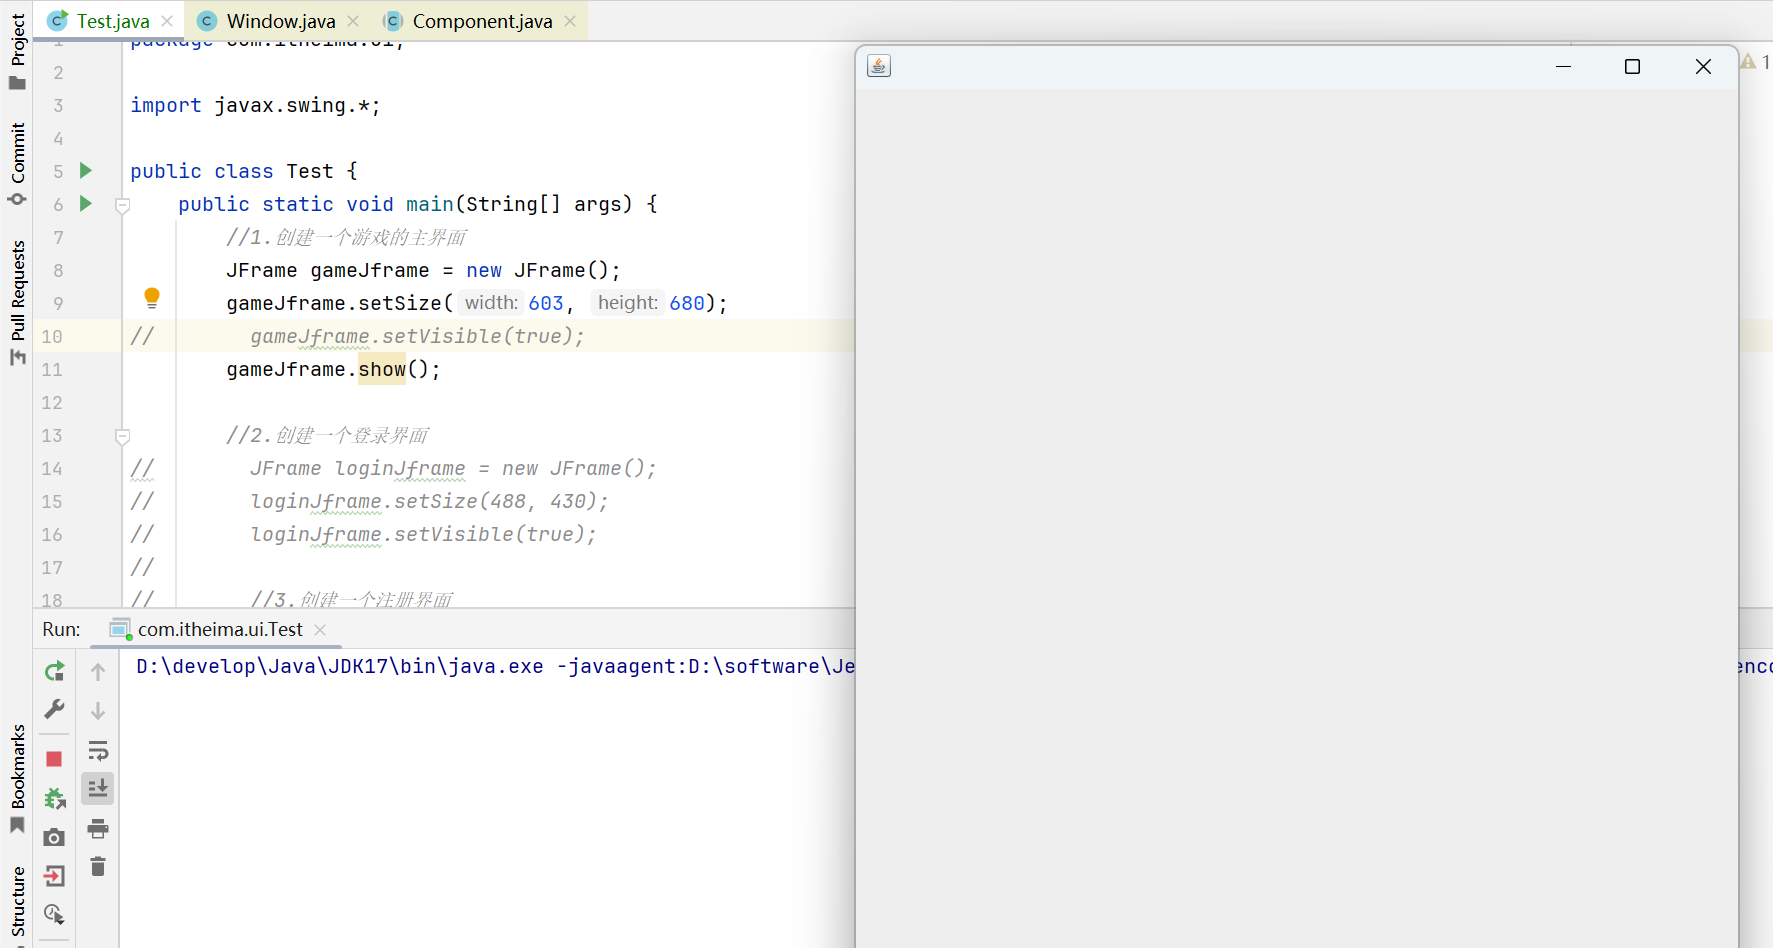 Test.java
Window.java
Component.java
Project
Commit
Pull Requests
Bookmarks
Structure
1
1 package com.itheima.ui;
2
3 import javax.swing.*;
4
5 public class Test {
6 public static void main(String[] args) {
7 //1.创建一个游戏的主界面
8 JFrame gameJframe = new JFrame();
9 gameJframe.setSize( width: 603, height: 680);
10 // gameJframe.setVisible(true);
11 gameJframe.show();
12
13 //2.创建一个登录界面
14 // JFrame loginJframe = new JFrame();
15 // loginJframe.setSize(488, 430);
16 // loginJframe.setVisible(true);
17 //
18 // //3.创建一个注册界面
Run: com.itheima.ui.Test
D:\develop\Java\JDK17\bin\java.exe -javaagent:D:\software\Je
enco